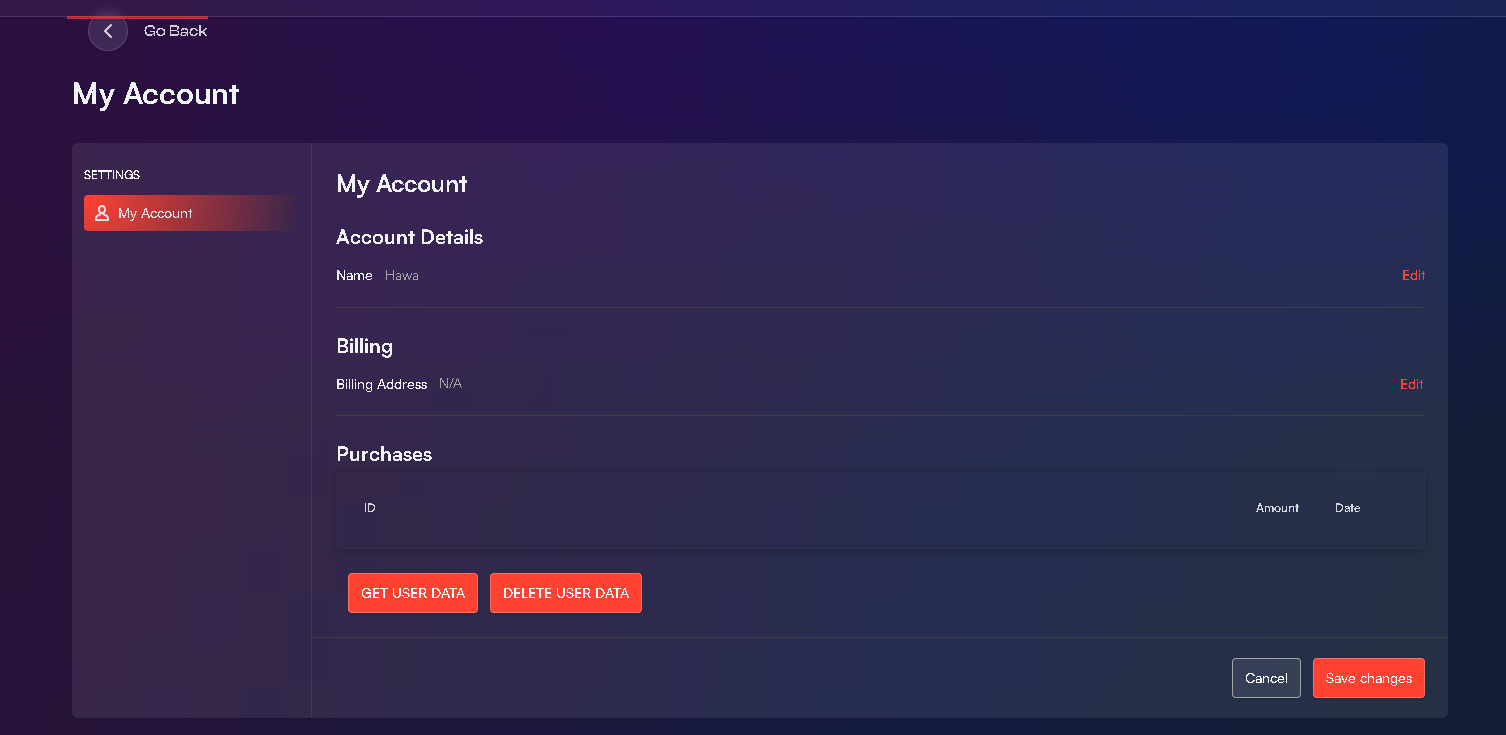 Go Back
My Account
SETTINGS
My Account
My Account
Account Details
Name Hawa Edit
Billing
Billing Address N/A Edit
Purchases
ID Amount Date
GET USER DATA DELETE USER DATA
Cancel Save changes